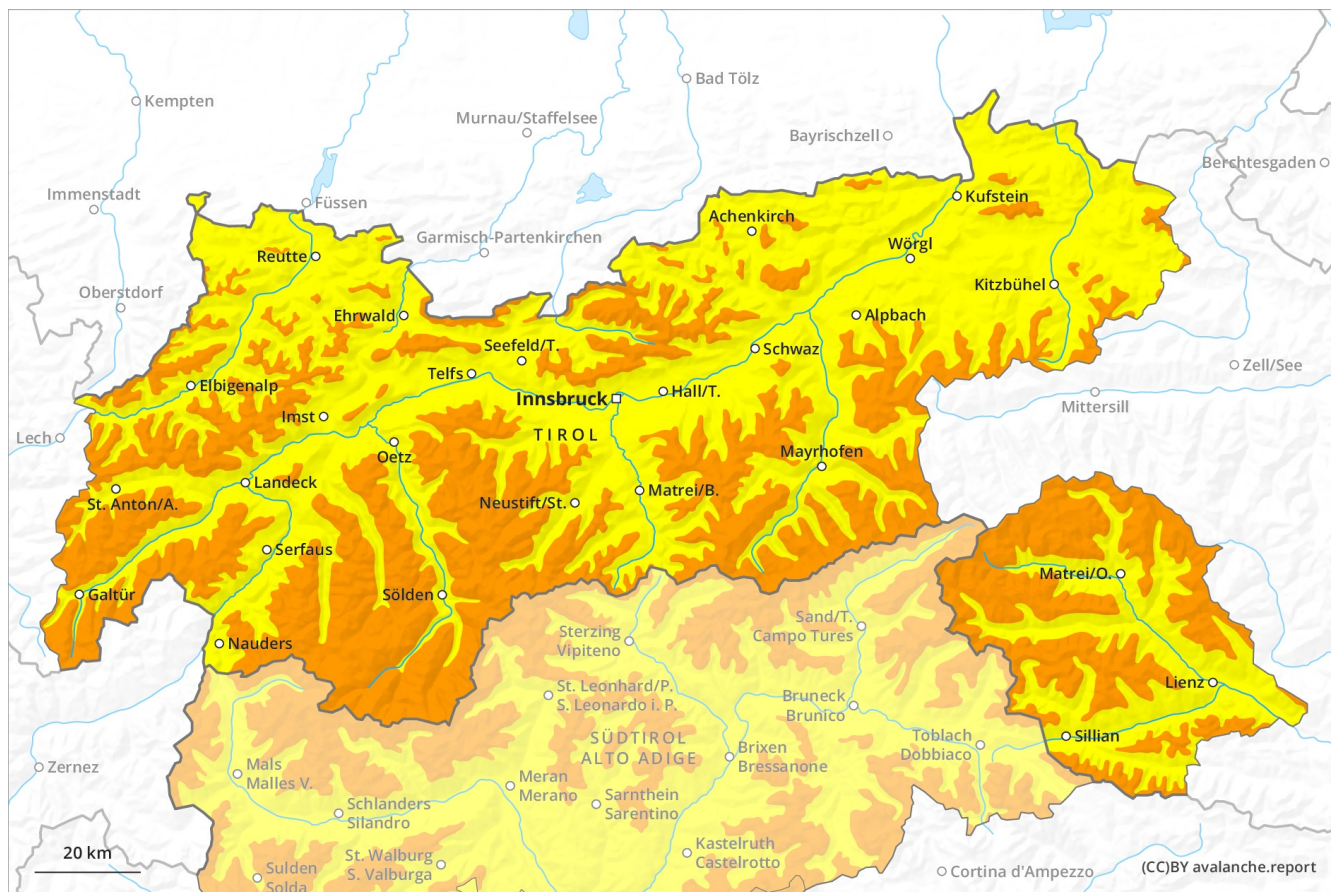 Kempten
Bad Tölz
Murnau/Staffelsee
Bayrischzell
Berchtesgaden
Immenstadt
Füssen
Kufstein
Achenkirch
Garmisch-Partenkirchen
Reutte
Wörgl
Oberstdorf
Kitzbühel
Ehrwald
Alpbach
Seefeld/T.
Schwaz
Zell/See
Telfs
Elbigenalp
Innsbruck
Hall/T.
Mittersill
Imst
Lech
TIROL
Oetz
Mayrhofen
Landeck
Matrei/B.
St. Anton/A.
Neustift/St.
Serfaus
Matrei/O.
Galtür
Sölden
Sand/T.
Campo Tures
Sterzing
Vipiteno
Nauders
Lienz
St. Leonhard/P.
S. Leonardo i. P.
Bruneck
Brunico
SÜDTIROL
ALTO ADIGE
Toblach
Dobbiaco
Sillian
Brixen
Bressanone
Zernez
Mals
Malles V.
Meran
Merano
Sarnthein
Sarentino
Schlanders
Silandro
Kastelruth
Castelrotto
20 km
St. Walburg
S. Valburga
Sulden
Solda
Cortina d'Ampezzo
(CC)BY avalanche.report